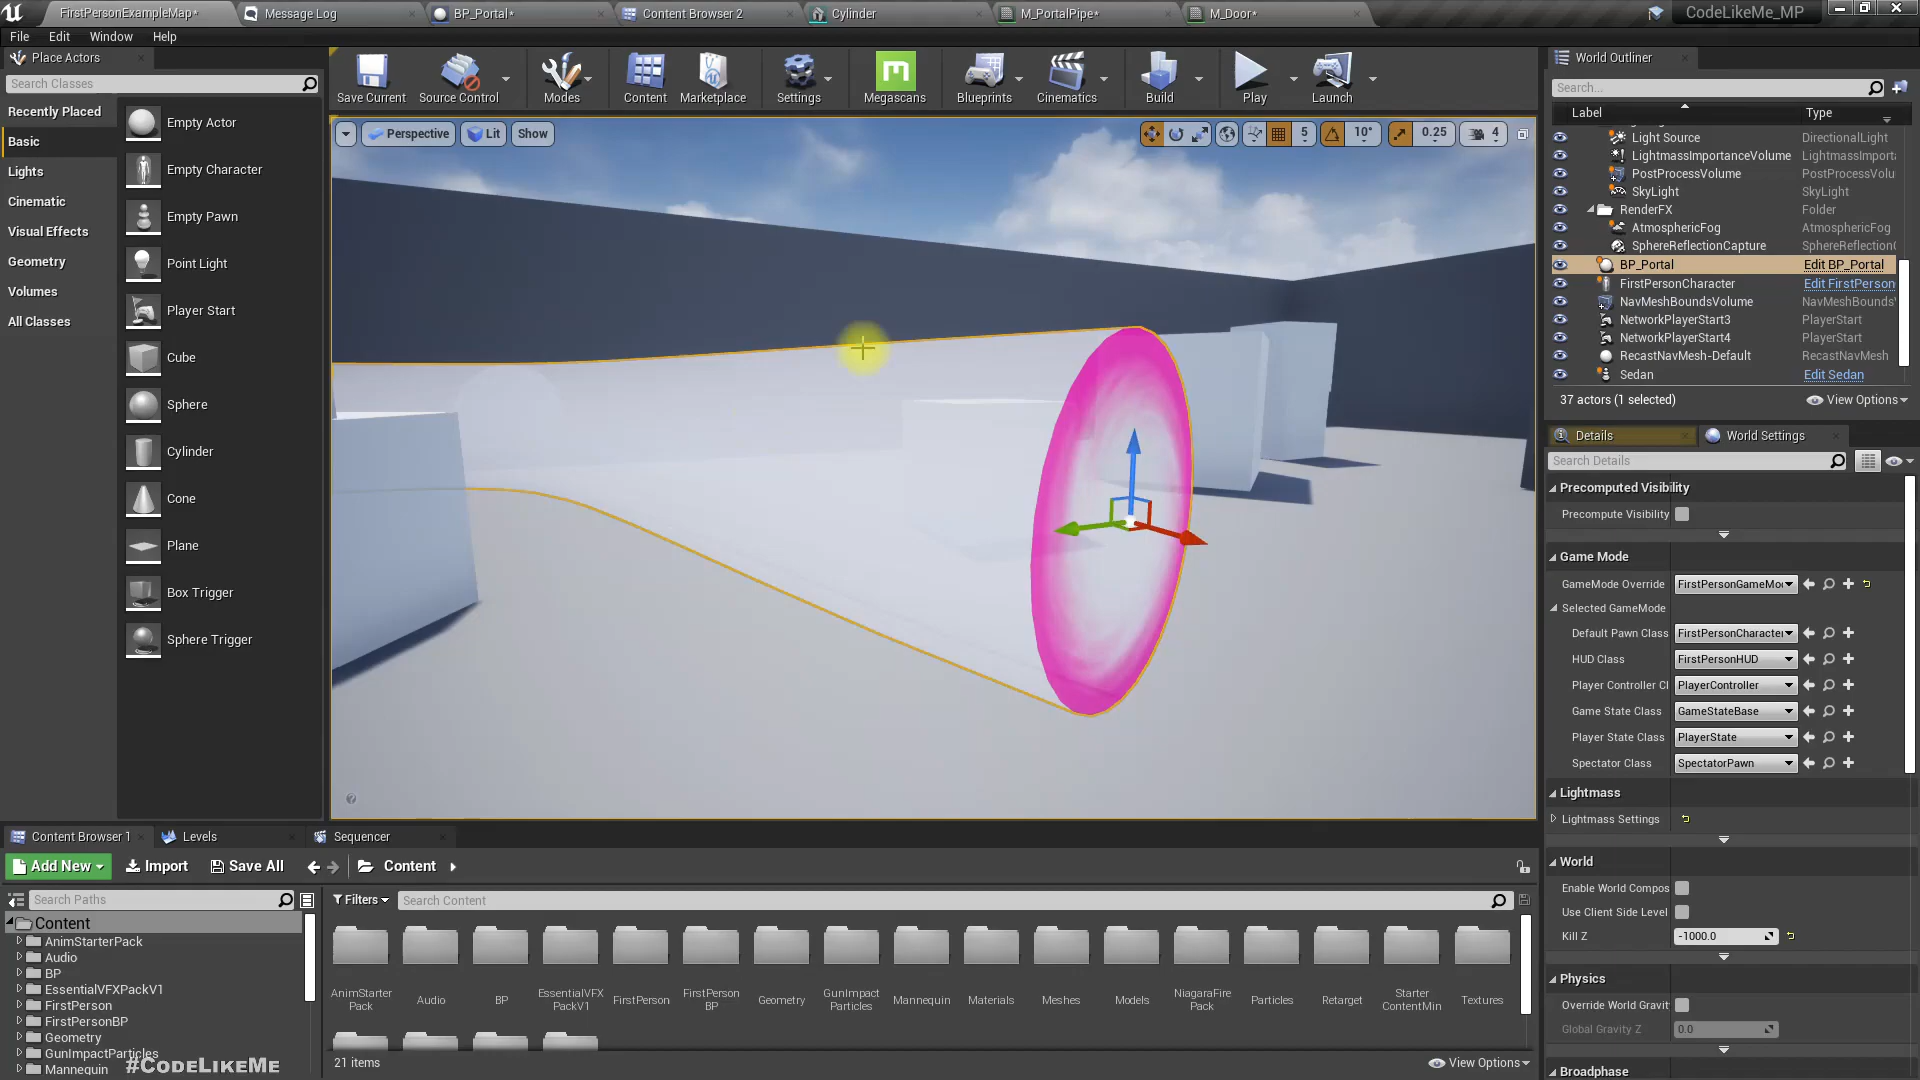 FirstPersonExampleMap*
Message Log
BP_Portal*
Content Browser 2
Cylinder
M_PortalPipe*
M_Door*
CodeLikeMe_MP
File Edit Window Help
Place Actors
Search Classes
Recently Placed
Basic
Lights
Cinematic
Visual Effects
Geometry
Volumes
All Classes
Empty Actor
Empty Character
Empty Pawn
Point Light
Player Start
Cube
Sphere
Cylinder
Cone
Plane
Box Trigger
Sphere Trigger
Save Current
Source Control
Modes
Content
Marketplace
Settings
Megascans
Blueprints
Cinematics
Build
Play
Launch
Perspective Lit Show
5 10° 0.25 4
World Outliner
Search...
Label Type
Light Source DirectionalLight
LightmassImportanceVolume LightmassImporta
PostProcessVolume PostProcessVolu
SkyLight SkyLight
RenderFX Folder
AtmosphericFog AtmosphericFog
SphereReflectionCapture SphereReflection
BP_Portal Edit BP_Portal
FirstPersonCharacter Edit FirstPerson
NavMeshBoundsVolume NavMeshBounds
NetworkPlayerStart3 PlayerStart
NetworkPlayerStart4 PlayerStart
RecastNavMesh-Default RecastNavMesh
Sedan Edit Sedan
37 actors (1 selected) View Options
Details
World Settings
Search Details
Precomputed Visibility
Precompute Visibility
Game Mode
GameMode Override FirstPersonGameMo
Selected GameMode
Default Pawn Class FirstPersonCharacter
HUD Class FirstPersonHUD
Player Controller Cl PlayerController
Game State Class GameStateBase
Player State Class PlayerState
Spectator Class SpectatorPawn
Lightmass
Lightmass Settings
World
Enable World Compos
Use Client Side Level
Kill Z -1000.0
Physics
Override World Gravit
Global Gravity Z 0.0
Broadphase
Content Browser 1
Levels
Sequencer
Add New Import Save All Content
Search Paths
Content
AnimStarterPack
Audio
BP
EssentialVFXPackV1
FirstPerson
FirstPersonBP
Geometry
GunImpactParticles
Mannequin
#CodeLikeMe
Filters Search Content
AnimStarter
Pack
Audio
BP
EssentialVFX
PackV1
FirstPerson
FirstPerson
BP
Geometry
GunImpact
Particles
Mannequin
Materials
Meshes
Models
NiagaraFire
Pack
Particles
Retarget
Starter
ContentMin
Textures
21 items View Options